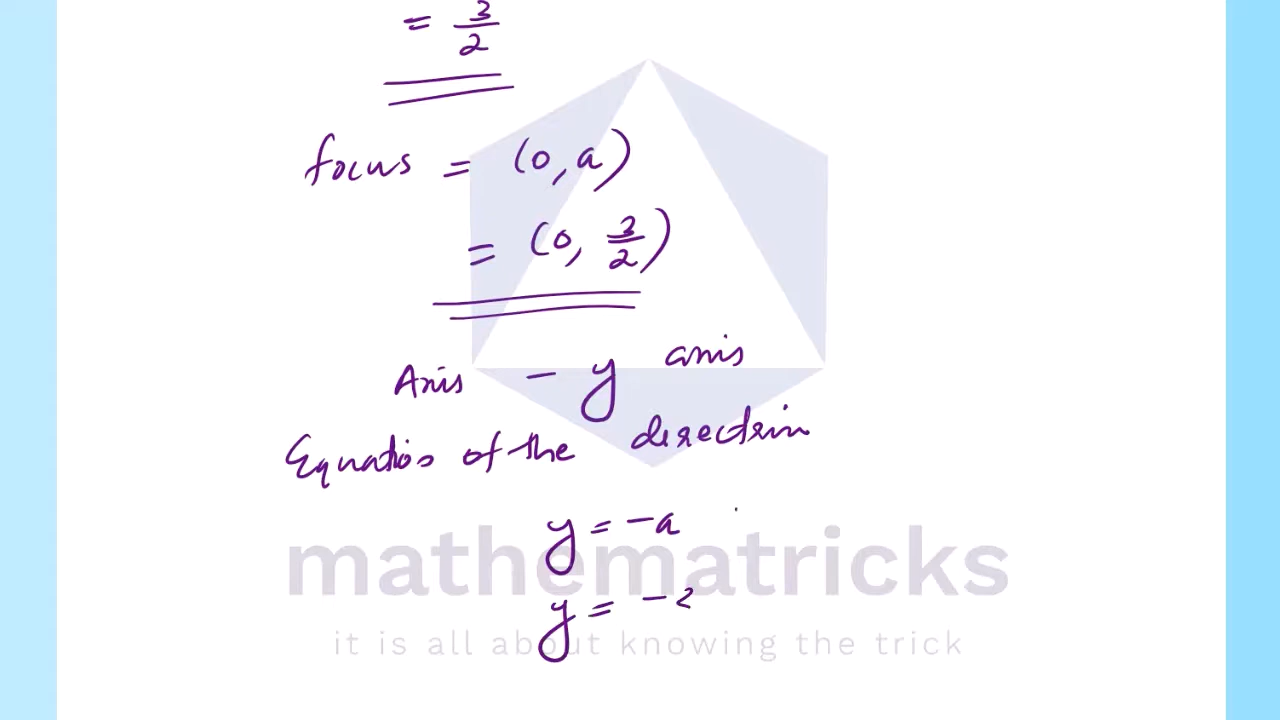 = 3/2
focus = (0, a)
= (0, 3/2)
Axis - y axis
Equation of the directrix
y = -a
mathematricks
y = -
it is all about knowing the trick